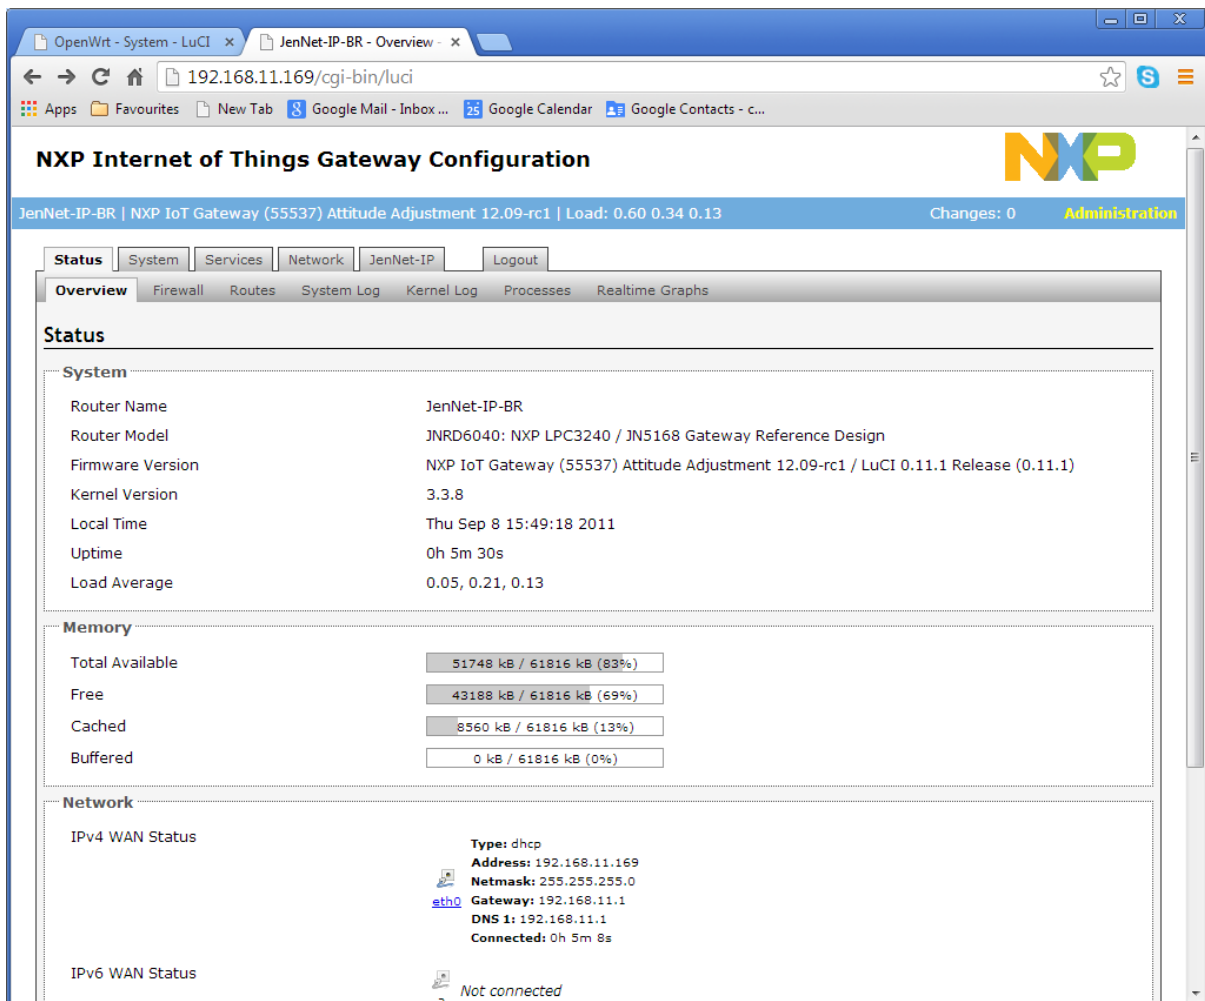 OpenWrt - System - LuCI x JenNet-IP-BR - Overview - x
192.168.11.169/cgi-bin/luci
Apps Favourites New Tab 8 Google Mail - Inbox ... 25 Google Calendar Google Contacts - c...
NXP Internet of Things Gateway Configuration NXP
JenNet-IP-BR | NXP IoT Gateway (55537) Attitude Adjustment 12.09-rc1 | Load: 0.60 0.34 0.13 Changes: 0 Administration
Status System Services Network JenNet-IP Logout
Overview Firewall Routes System Log Kernel Log Processes Realtime Graphs
Status
System
Router Name JenNet-IP-BR
Router Model JNRD6040: NXP LPC3240 / JN5168 Gateway Reference Design
Firmware Version NXP IoT Gateway (55537) Attitude Adjustment 12.09-rc1 / LuCI 0.11.1 Release (0.11.1)
Kernel Version 3.3.8
Local Time Thu Sep 8 15:49:18 2011
Uptime 0h 5m 30s
Load Average 0.05, 0.21, 0.13
Memory
Total Available 51748 kB / 61816 kB (83%)
Free 43188 kB / 61816 kB (69%)
Cached 8560 kB / 61816 kB (13%)
Buffered 0 kB / 61816 kB (0%)
Network
IPv4 WAN Status
Type: dhcp
Address: 192.168.11.169
Netmask: 255.255.255.0
eth0 Gateway: 192.168.11.1
DNS 1: 192.168.11.1
Connected: 0h 5m 8s
IPv6 WAN Status
Not connected